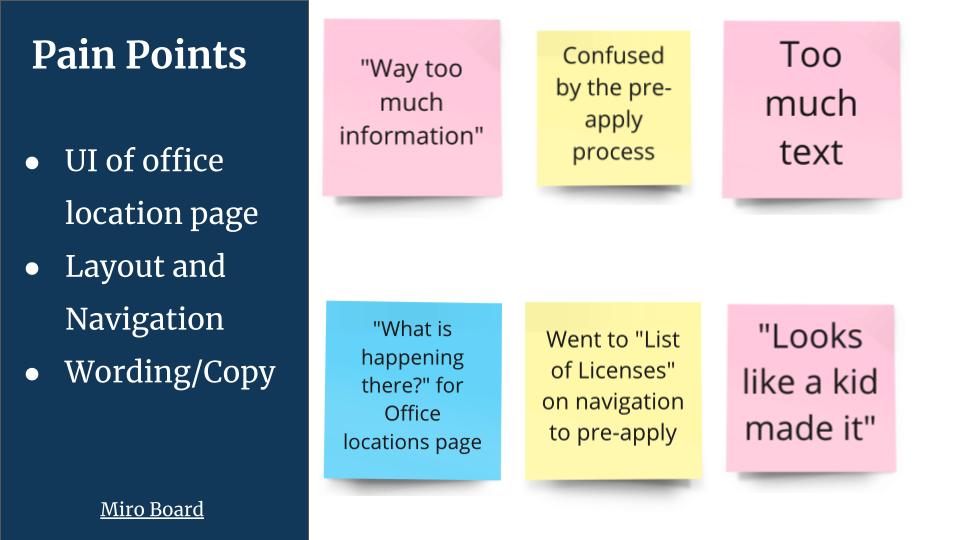 Pain Points
● UI of office
location page
● Layout and
Navigation
● Wording/Copy
Miro Board
"Way too
much
information"
Confused
by the pre-
apply
process
Too
much
text
"What is
happening
there?" for
Office
locations page
Went to "List
of Licenses"
on navigation
to pre-apply
"Looks
like a kid
made it"